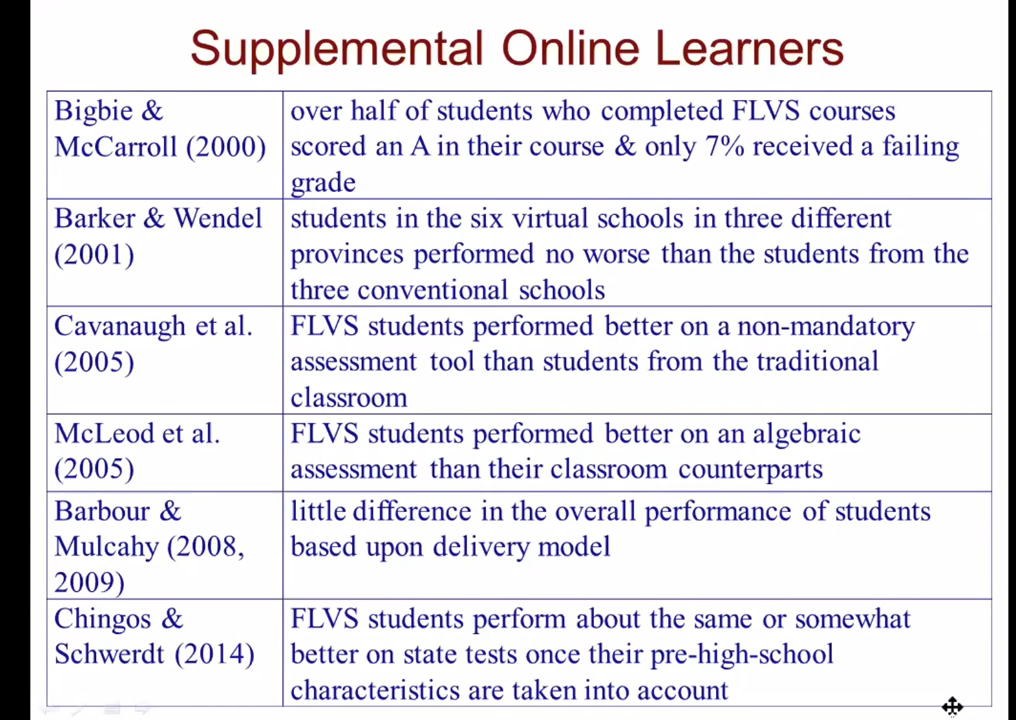 Supplemental Online Learners
Bigbie &
McCarroll (2000)
over half of students who completed FLVS courses
scored an A in their course & only 7% received a failing
grade
Barker & Wendel
(2001)
students in the six virtual schools in three different
provinces performed no worse than the students from the
three conventional schools
Cavanaugh et al.
(2005)
FLVS students performed better on a non-mandatory
assessment tool than students from the traditional
classroom
McLeod et al.
(2005)
FLVS students performed better on an algebraic
assessment than their classroom counterparts
Barbour &
Mulcahy (2008,
2009)
little difference in the overall performance of students
based upon delivery model
Chingos &
Schwerdt (2014)
FLVS students perform about the same or somewhat
better on state tests once their pre-high-school
characteristics are taken into account